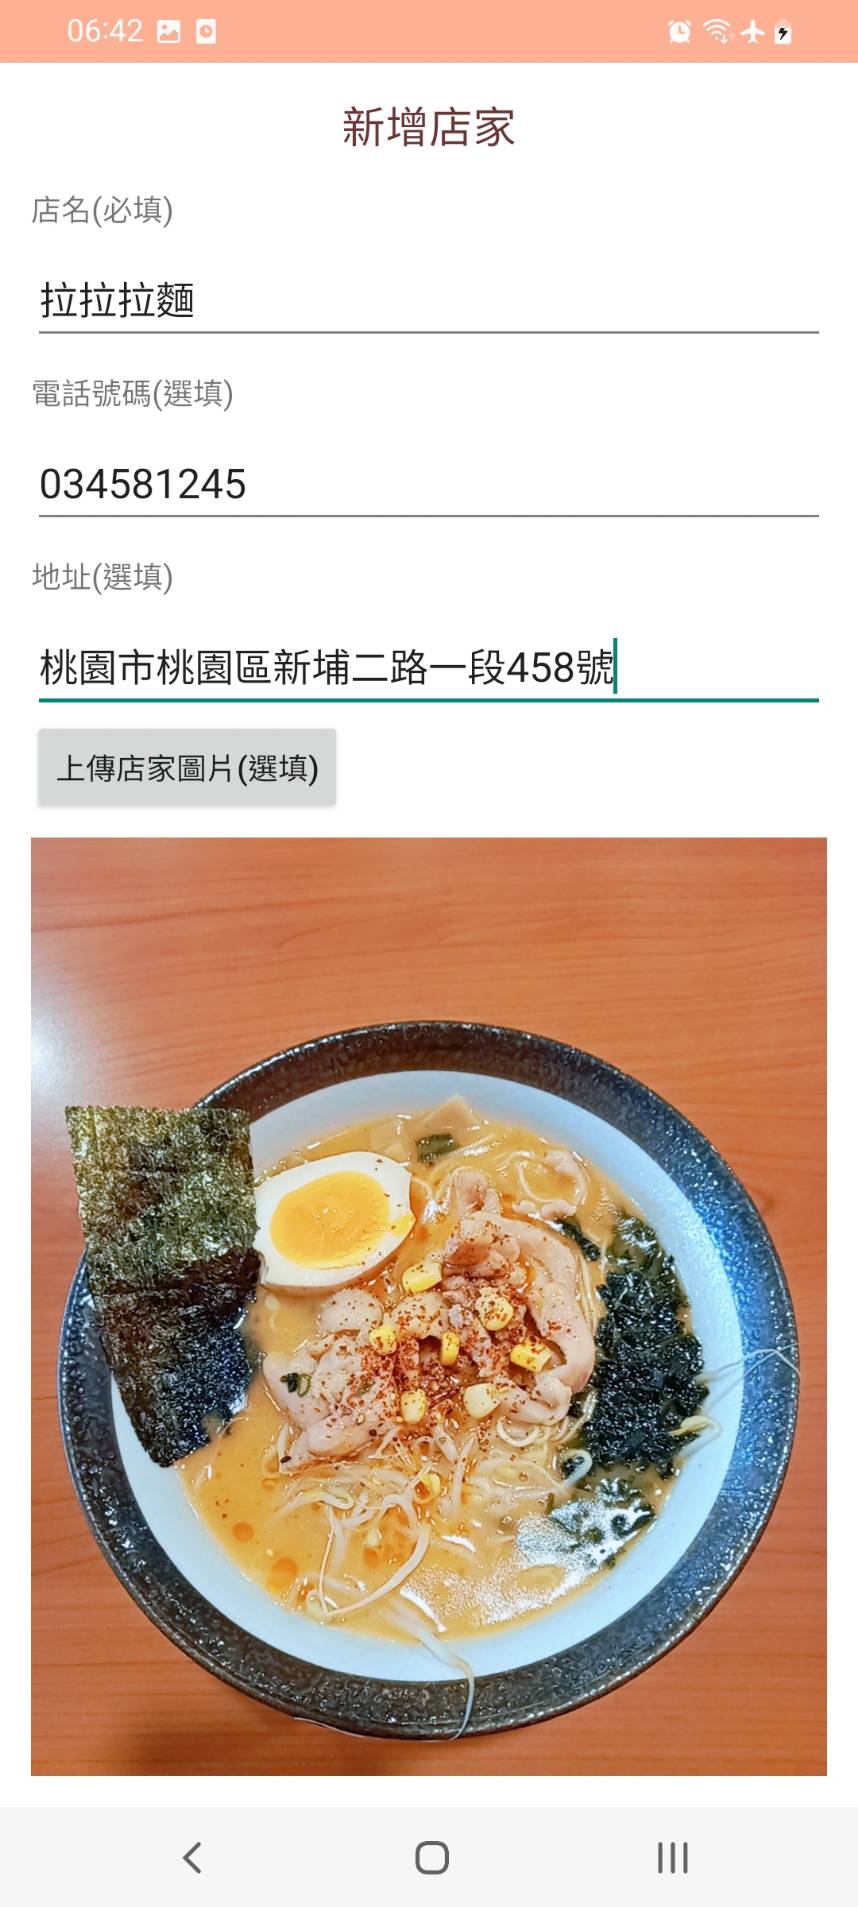 06:42
新增店家
店名(必填)
拉拉拉麵
電話號碼(選填)
034581245
地址(選填)
桃園市桃園區新埔二路一段458號
上傳店家圖片(選填)